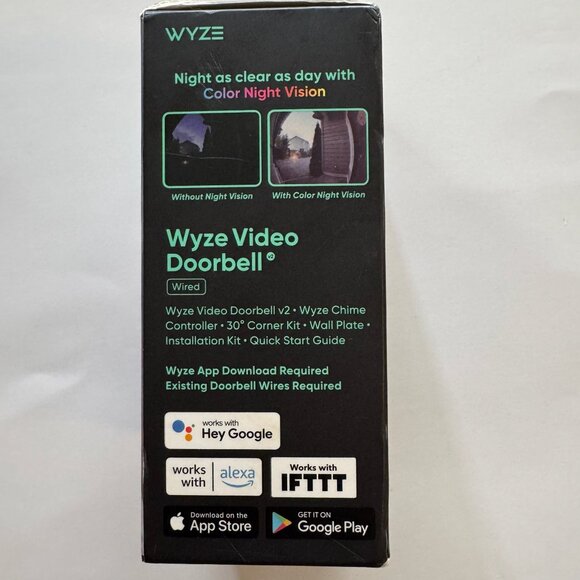 WYZE
Night as clear as day with
Color Night Vision
Without Night Vision
With Color Night Vision
Wyze Video
Doorbell v2
Wired
Wyze Video Doorbell v2 • Wyze Chime
Controller • 30° Corner Kit • Wall Plate •
Installation Kit • Quick Start Guide
Wyze App Download Required
Existing Doorbell Wires Required
works with
Hey Google
works
with
alexa
Works with
IFTTT
Download on the
App Store
GET IT ON
Google Play